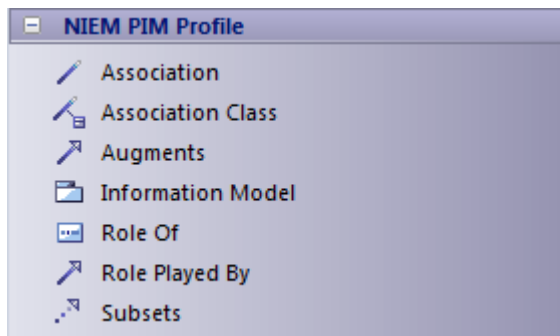 NIEM PIM Profile
Association
Association Class
Augments
Information Model
Role Of
Role Played By
Subsets